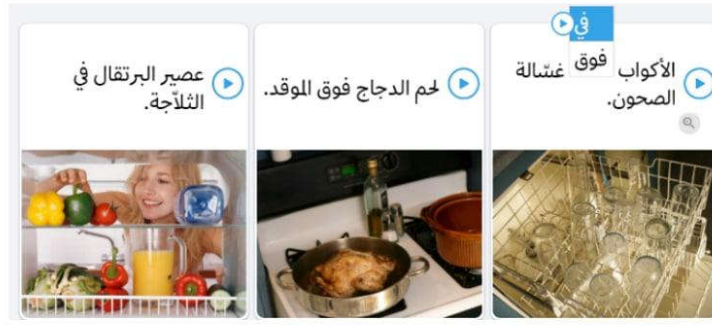 في
الأكواب فوق غسّالة
الصحون.
لحم الدجاج فوق الموقد.
عصير البرتقال في
الثلاّجة.